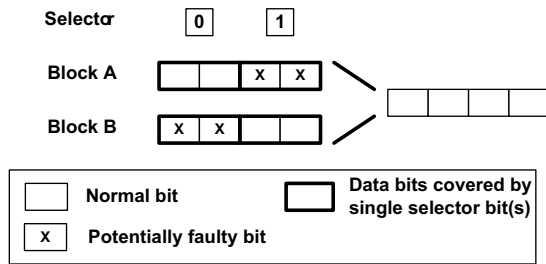 Selector 0 1
Block A X X
Block B X X
Normal bit
Data bits covered by
single selector bit(s)
X Potentially faulty bit